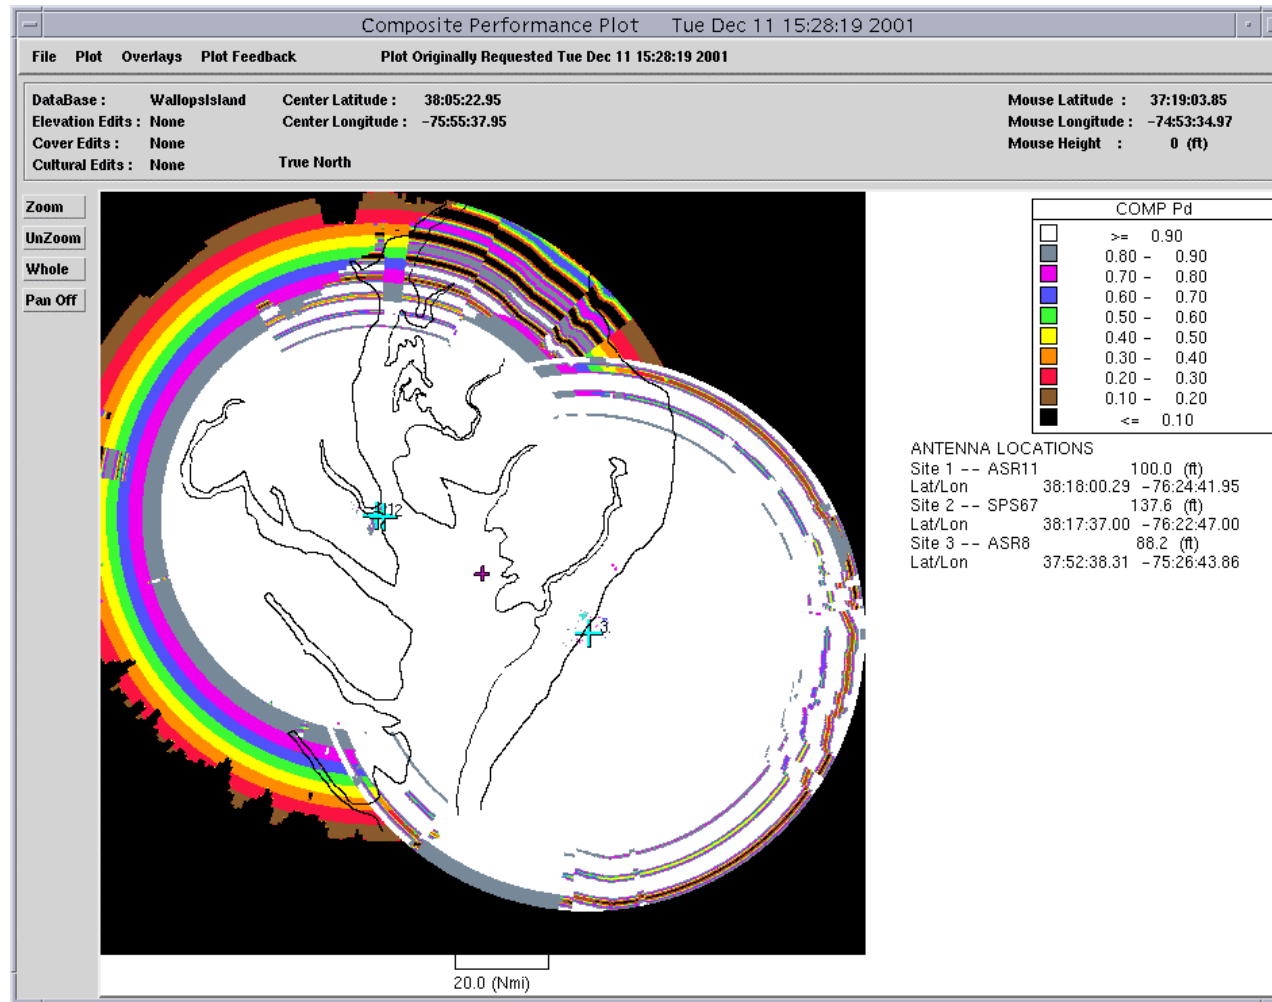 Composite Performance Plot Tue Dec 11 15:28:19 2001
File Plot Overlays Plot Feedback Plot Originally Requested Tue Dec 11 15:28:19 2001
DataBase : WallopsIsland Center Latitude : 38:05:22.95 Mouse Latitude : 37:19:03.85
Elevation Edits : None Center Longitude : -75:55:37.95 Mouse Longitude : -74:53:34.97
Cover Edits : None Mouse Height : 0 (ft)
Cultural Edits : None True North
Zoom
UnZoom
Whole
Pan Off
COMP Pd
>= 0.90
0.80 - 0.90
0.70 - 0.80
0.60 - 0.70
0.50 - 0.60
0.40 - 0.50
0.30 - 0.40
0.20 - 0.30
0.10 - 0.20
<= 0.10
ANTENNA LOCATIONS
Site 1 -- ASR11 100.0 (ft)
Lat/Lon 38:18:00.29 -76:24:41.95
Site 2 -- SPS67 137.6 (ft)
Lat/Lon 38:17:37.00 -76:22:47.00
Site 3 -- ASR8 88.2 (ft)
Lat/Lon 37:52:38.31 -75:26:43.86
3
20.0 (Nmi)